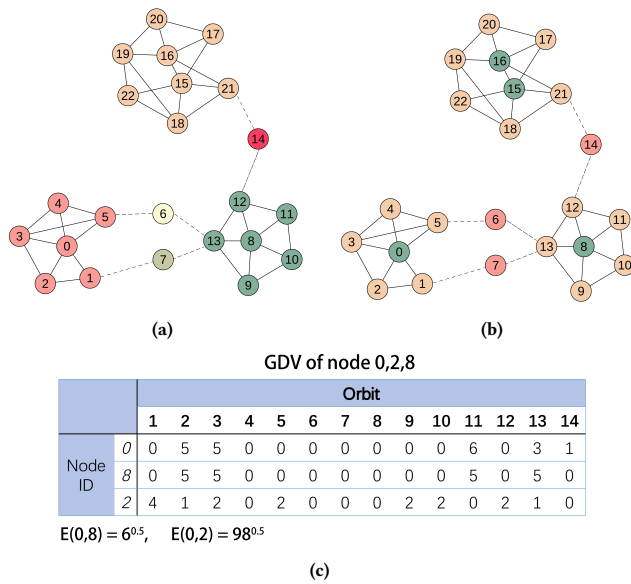 20 17 16 19 15 21 22 18
14
4 5 6 12 11
3 0 13 8
7 10
2 1 9
(a)
20 17 16 19 15 21 22 18
14
4 5 6 12 11
3 0 13 8
7 10
2 1 9
(b)
GDV of node 0,2,8
Orbit
1 2 3 4 5 6 7 8 9 10 11 12 13 14
Node ID
0 0 5 5 0 0 0 0 0 0 0 6 0 3 1
8 0 5 5 0 0 0 0 0 0 0 5 0 5 0
2 4 1 2 0 2 0 0 0 2 2 0 2 1 0
E(0,8) = 6^0.5, E(0,2) = 98^0.5
(c)